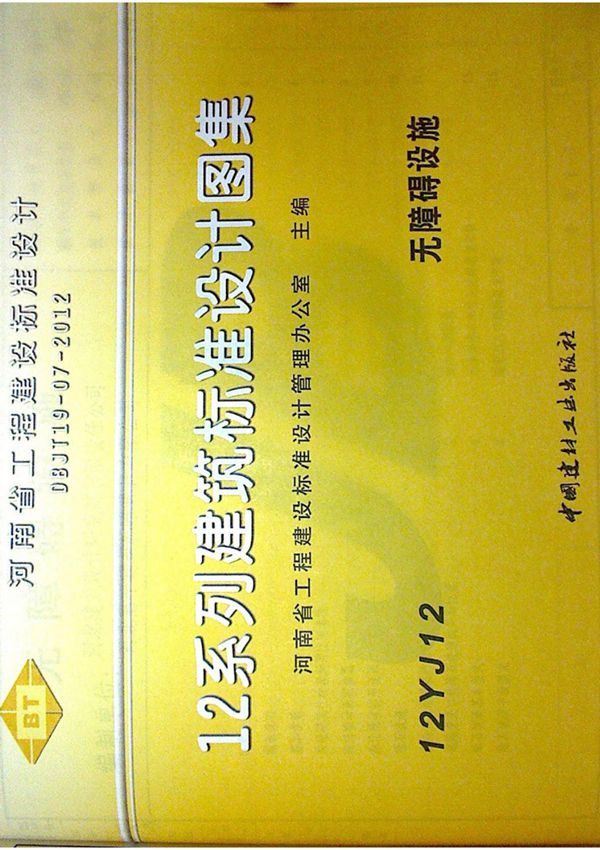 BT
河南省工程建设标准设计
DBJT19-07-2012
12系列建筑标准设计图集
河南省工程建设标准设计管理办公室 主编
12YJ12 无障碍设施
中国建材工业出版社